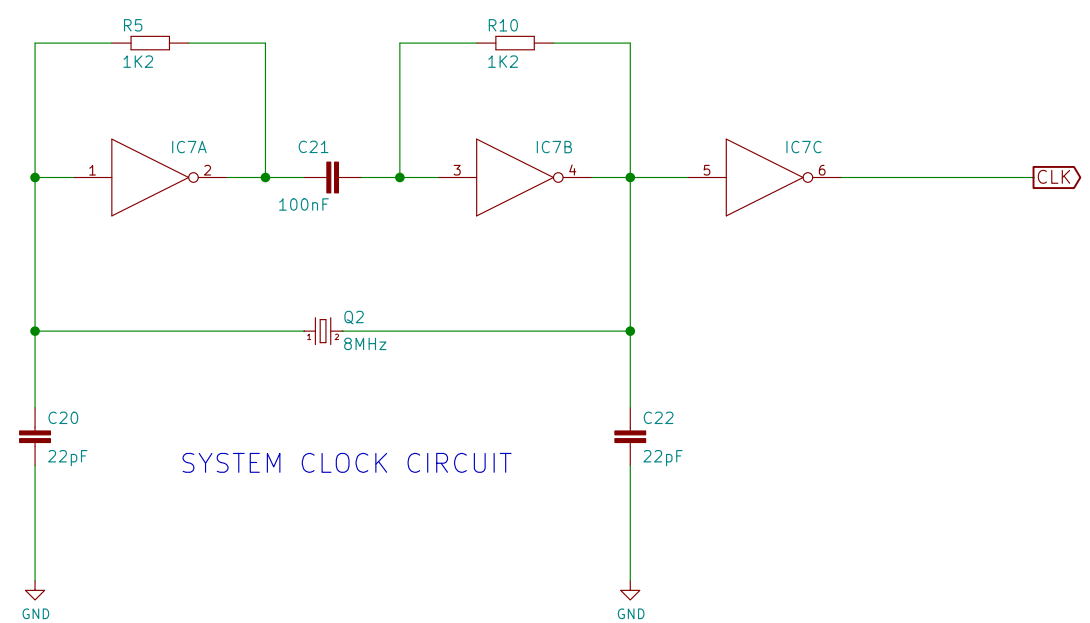 R5
1K2
R10
1K2
1
IC7A
2
C21
100nF
3
IC7B
4
5
IC7C
6
CLK
1
Q2
2
8MHz
C20
22pF
SYSTEM CLOCK CIRCUIT
C22
22pF
GND
GND